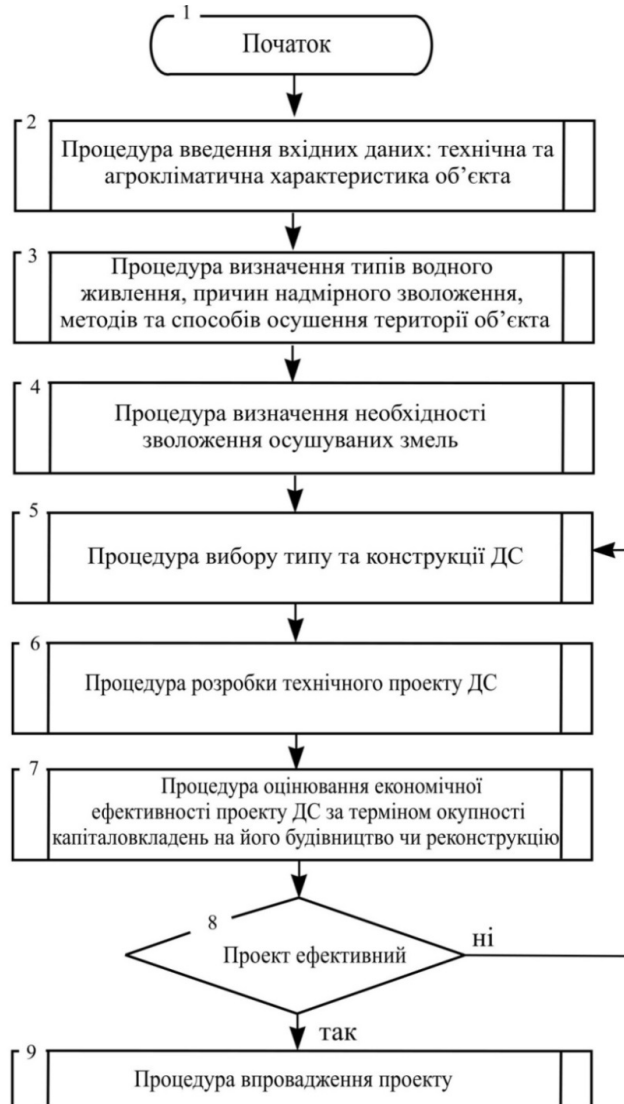 1
Початок
2
Процедура введення вхідних даних: технічна та
агрокліматична характеристика об’єкта
3
Процедура визначення типів водного
живлення, причин надмірного зволоження,
методів та способів осушення території об’єкта
4
Процедура визначення необхідності
зволоження осушуваних змель
5
Процедура вибору типу та конструкції ДС
6
Процедура розробки технічного проекту ДС
7
Процедура оцінювання економічної
ефективності проекту ДС за терміном окупності
капіталовкладень на його будівництво чи реконструкцію
8
Проект ефективний
ні
так
9
Процедура впровадження проекту